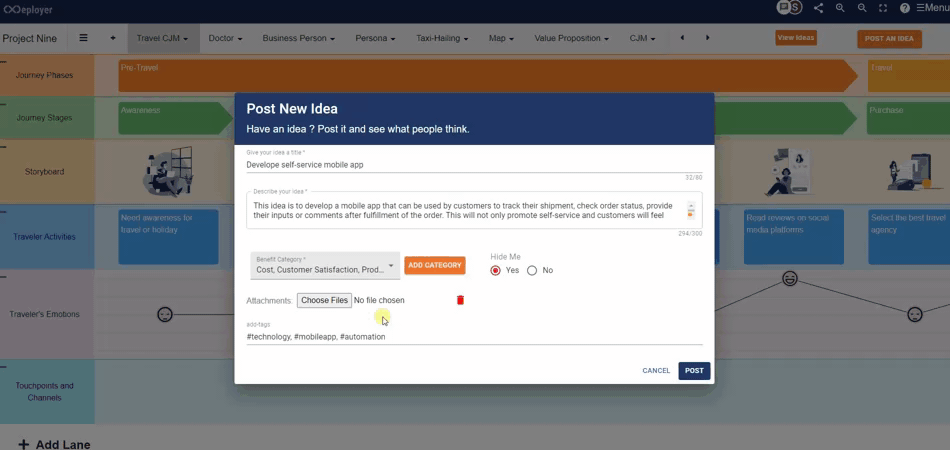 Deployer
S
Menu
Project Nine
Travel CJM
Doctor
Business Person
Persona
Taxi-Hailing
Map
Value Proposition
CJM
View Ideas
POST AN IDEA
Journey Phases
Pre-Travel
Travel
Journey Stages
Awareness
Purchase
Storyboard
Traveler Activities
Need awareness for
travel or holiday
Read reviews on social
media platforms
Select the best travel
agency
Traveler's Emotions
Touchpoints and
Channels
+ Add Lane
Post New Idea
Have an idea ? Post it and see what people think.
Give your idea a title *
Develope self-service mobile app
32/80
Describe your idea *
This idea is to develop a mobile app that can be used by customers to track their shipment, check order status, provide
their inputs or comments after fulfillment of the order. This will not only promote self-service and customers will feel
294/300
Benefit Category *
Cost, Customer Satisfaction, Prod...
ADD CATEGORY
Hide Me
Yes
No
Attachments:
Choose Files No file chosen
add-tags
#technology, #mobileapp, #automation
CANCEL
POST